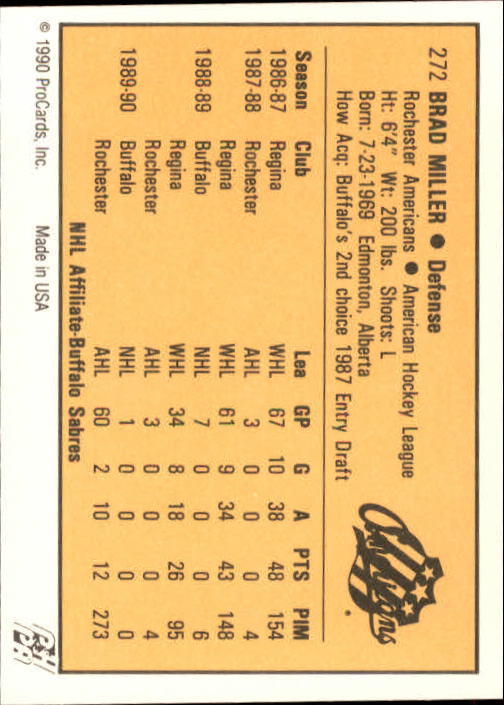 272 BRAD MILLER ● Defense
Rochester Americans ● American Hockey League
Ht: 6'4" Wt: 200 lbs. Shoots: L
Born: 7-23-1969 Edmonton, Alberta
How Acq: Buffalo's 2nd choice 1987 Entry Draft
Americans
Season Club Lea GP G A PTS PIM
1986-87 Regina WHL 67 10 38 48 154
1987-88 Rochester AHL 3 0 0 0 4
Regina WHL 61 9 34 43 148
1988-89 Buffalo NHL 7 0 0 0 6
Regina WHL 34 8 18 26 95
Rochester AHL 3 0 0 0 4
1989-90 Buffalo NHL 1 0 0 0 0
Rochester AHL 60 2 10 12 273
NHL Affiliate-Buffalo Sabres
© 1990 ProCards, Inc. Made in USA